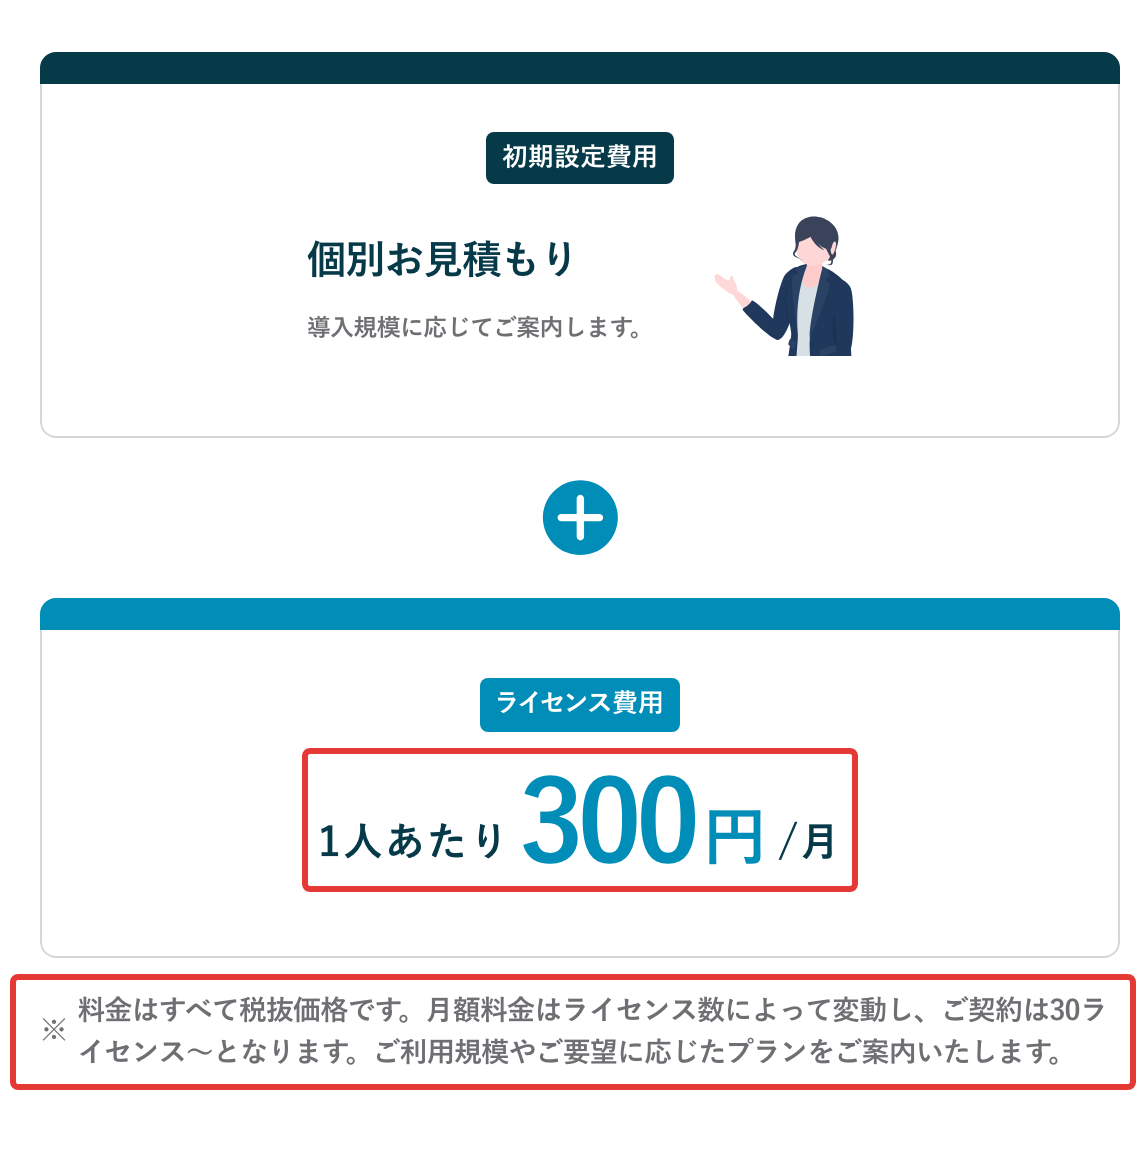 初期設定費用
個別お見積もり
導入規模に応じてご案内します。
ライセンス費用
1人あたり 300円 /月
※ 料金はすべて税抜価格です。月額料金はライセンス数によって変動し、ご契約は30ラ
イセンス〜となります。ご利用規模やご要望に応じたプランをご案内いたします。